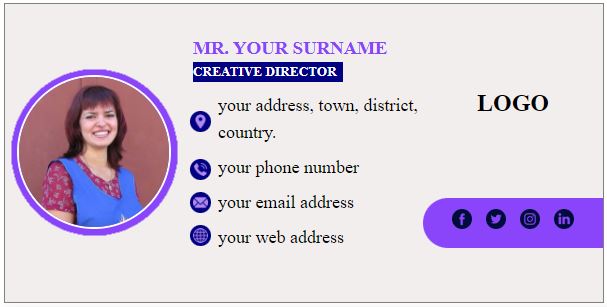 MR. YOUR SURNAME
CREATIVE DIRECTOR
your address, town, district,
country.
your phone number
your email address
your web address
LOGO